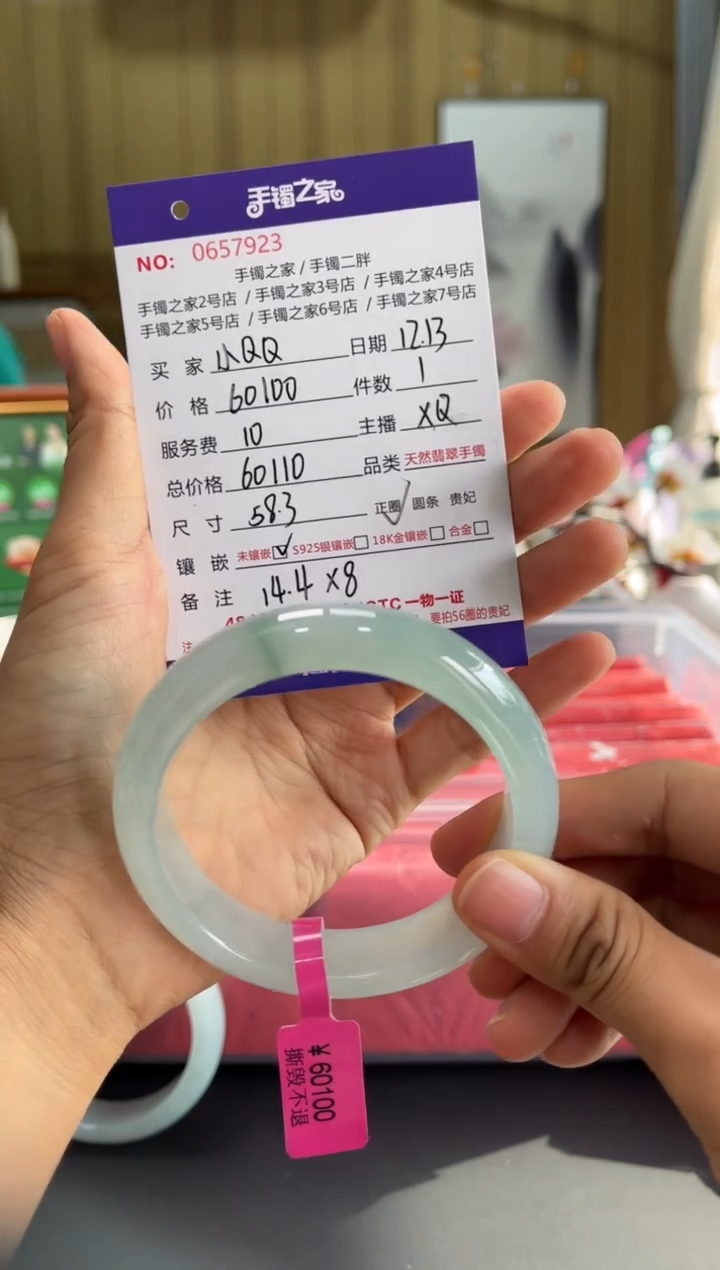 手镯之家
NO: 0657923
手镯之家 / 手镯二胖
手镯之家2号店 / 手镯之家3号店 / 手镯之家4号店
手镯之家5号店 / 手镯之家6号店 / 手镯之家7号店
买 家 小QQ 日期 12.13
价 格 60100 件数 1
服务费 10 主播 XQ
总价格 60110 品类 天然翡翠手镯
尺 寸 58.3 正圈 圆条 贵妃
镶 嵌 未镶嵌 S925银镶嵌 18K金镶嵌 合金
备 注 14.4 x8
一物一证
要拍56圈的贵妃
¥ 60100
撕毁不退